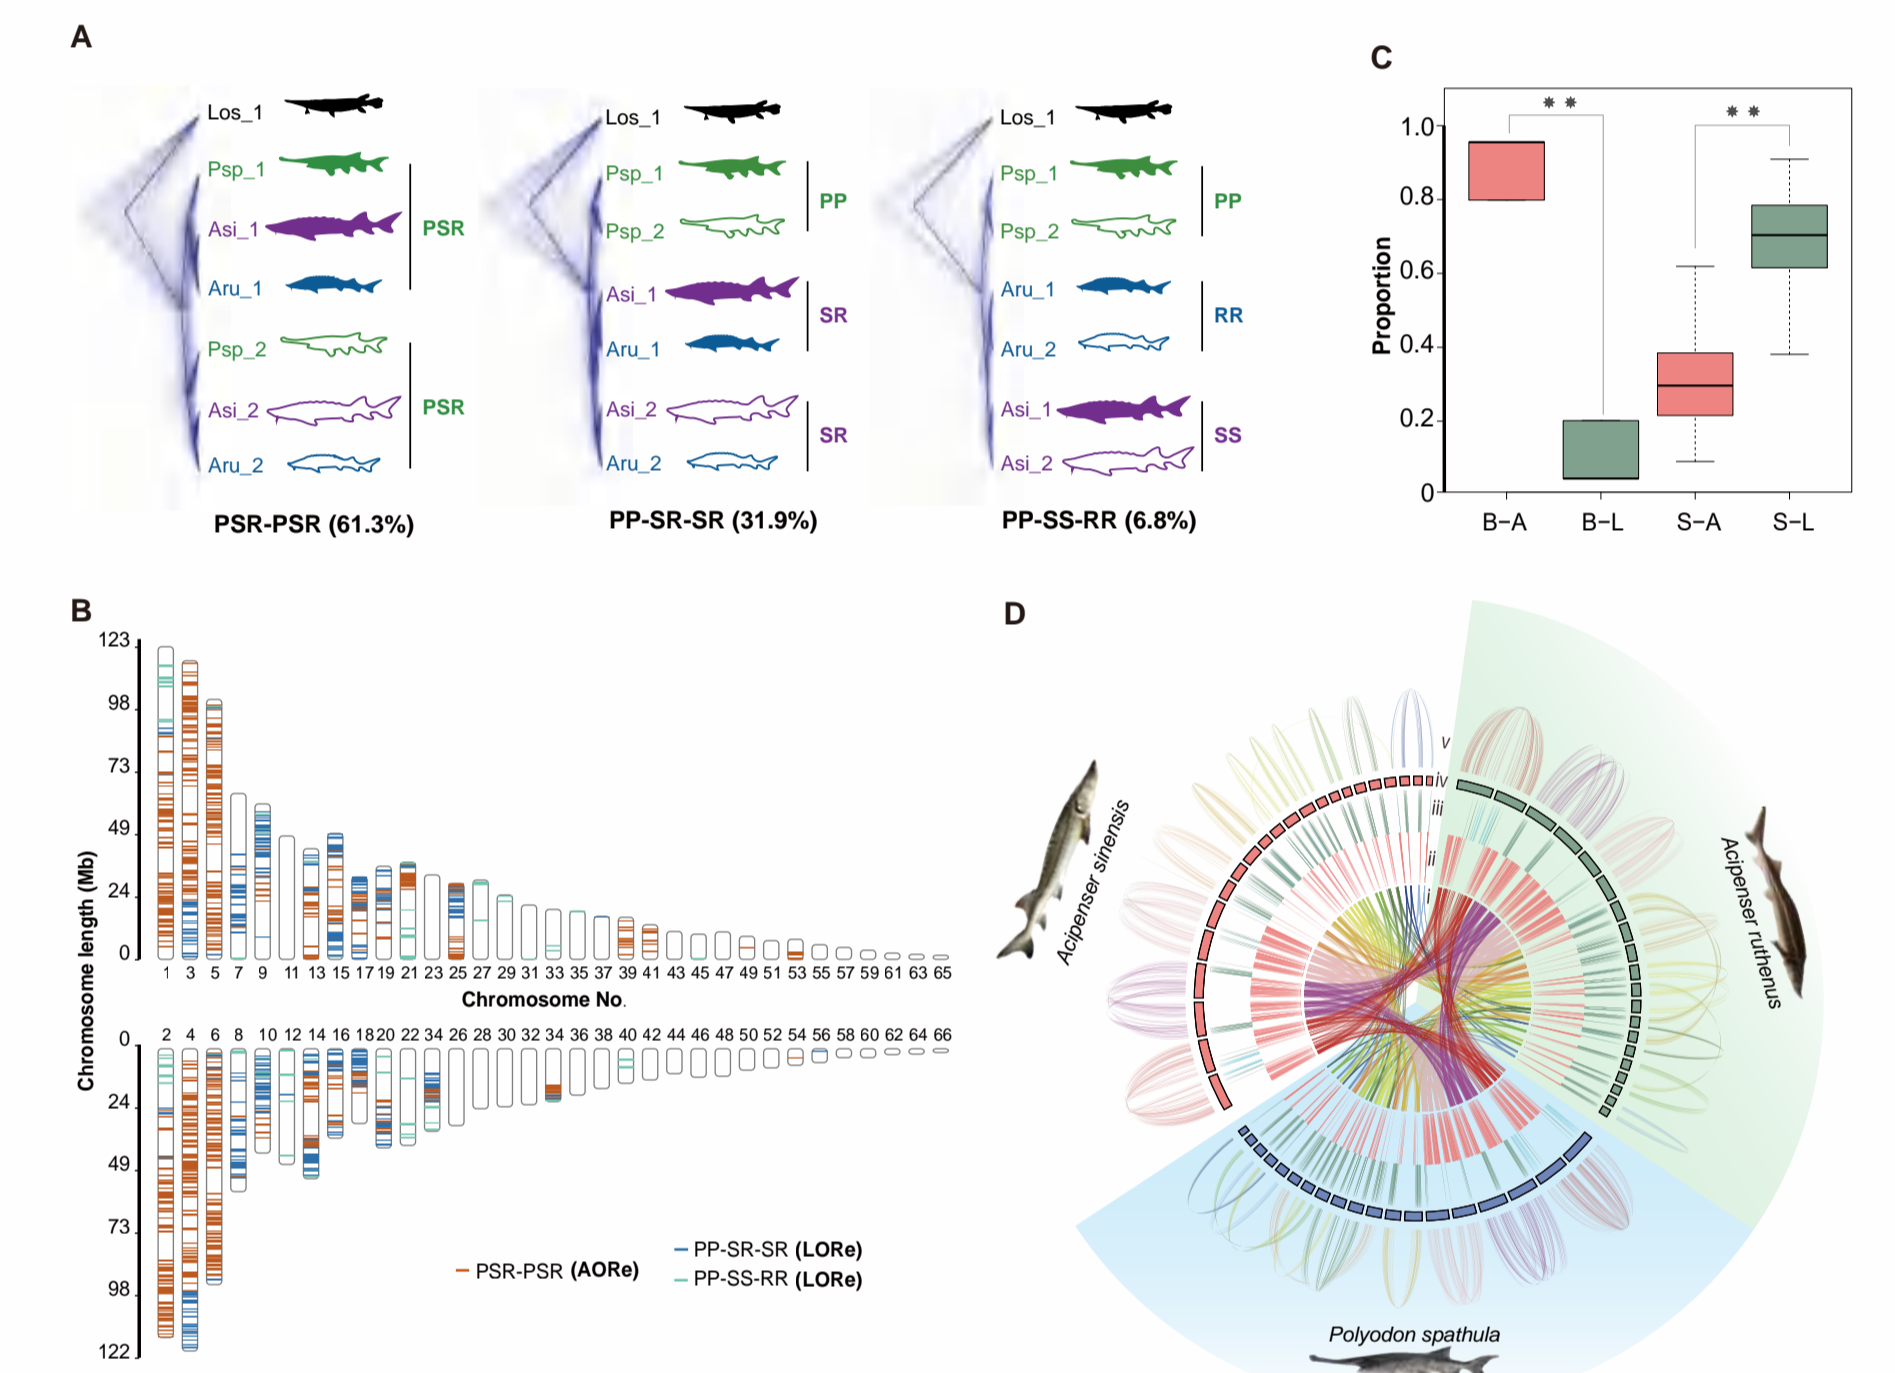 A
Los_1
Psp_1
Asi_1
Aru_1
Psp_2
Asi_2
Aru_2
PSR
PSR
PSR-PSR (61.3%)
Los_1
Psp_1
Psp_2
Asi_1
Aru_1
Asi_2
Aru_2
PP
SR
SR
PP-SR-SR (31.9%)
Los_1
Psp_1
Psp_2
Aru_1
Aru_2
Asi_1
Asi_2
PP
RR
SS
PP-SS-RR (6.8%)
C
Proportion
1.0
0.8
0.6
0.4
0.2
0
** 
**
B−A B−L S−A S−L
B
Chromosome length (Mb)
123
98
73
49
24
0
1 3 5 7 9 11 13 15 17 19 21 23 25 27 29 31 33 35 37 39 41 43 45 47 49 51 53 55 57 59 61 63 65
Chromosome No.
2 4 6 8 10 12 14 16 18 20 22 34 26 28 30 32 34 36 38 40 42 44 46 48 50 52 54 56 58 60 62 64 66
0
24
49
73
98
122
PSR-PSR (AORe)
PP-SR-SR (LORe)
PP-SS-RR (LORe)
D
v
iv
iii
ii
i
Acipenser sinensis
Acipenser ruthenus
Polyodon spathula